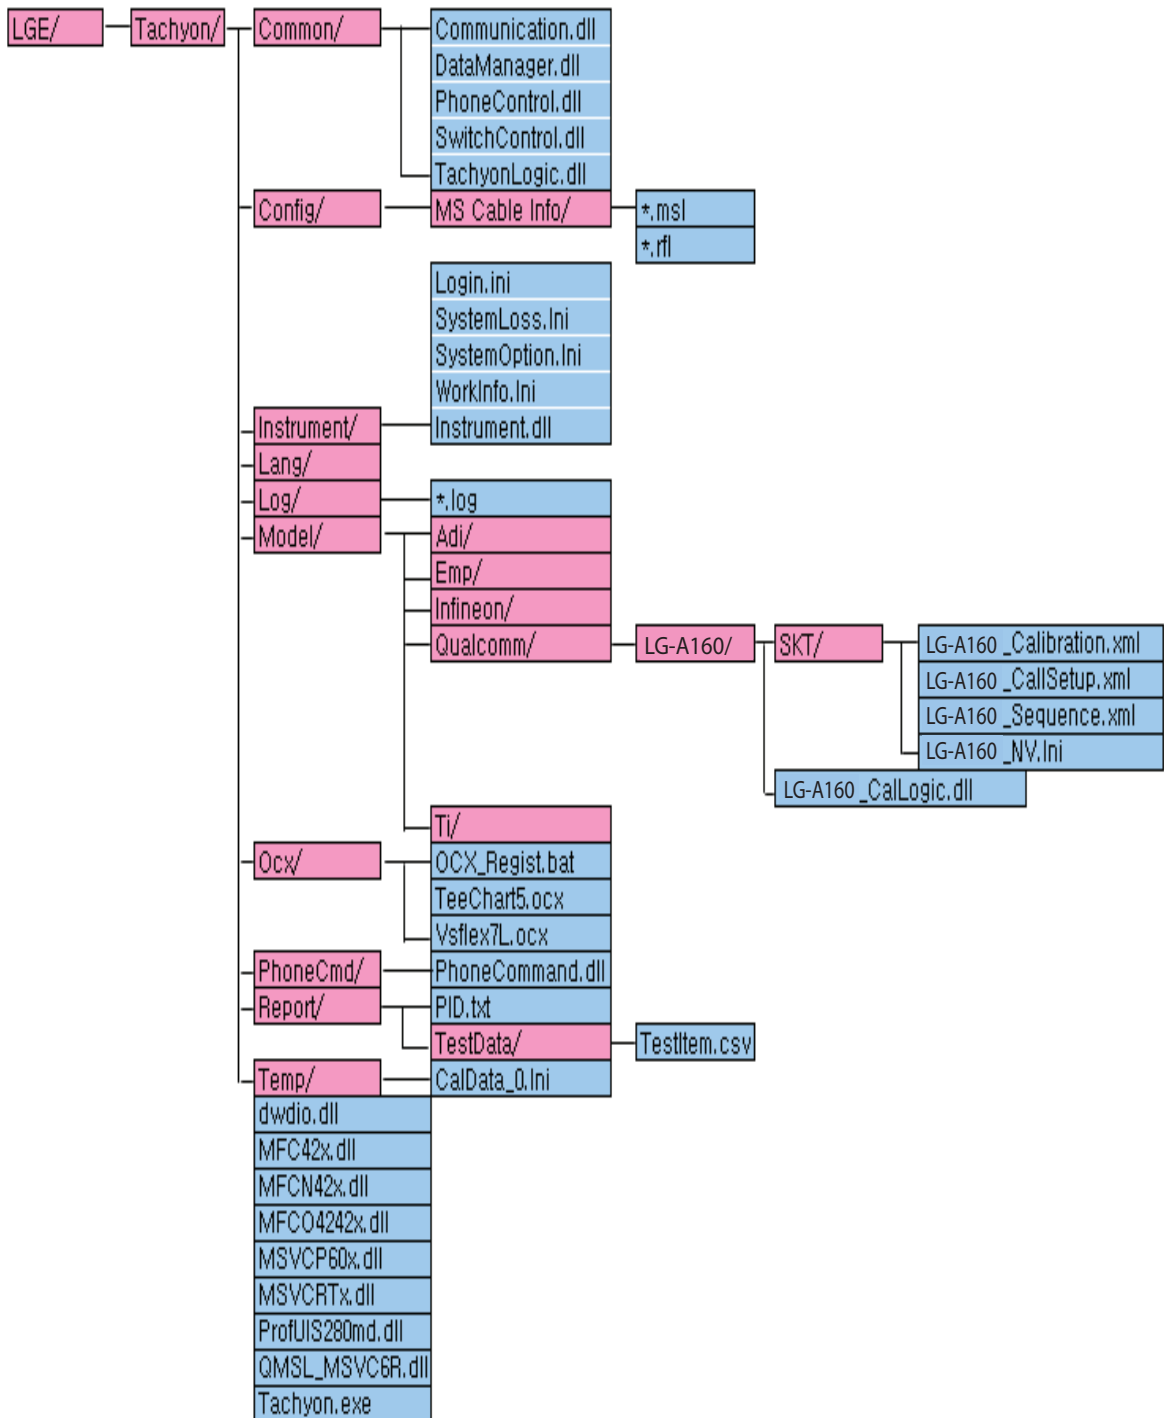 LGE/
Tachyon/
Common/
Communication.dll
DataManager.dll
PhoneControl.dll
SwitchControl.dll
TachyonLogic.dll
Config/
MS Cable Info/
*.msl
*.rfl
Login.ini
SystemLoss.Ini
SystemOption.Ini
WorkInfo.Ini
Instrument/
Instrument.dll
Lang/
Log/
*.log
Model/
Adi/
Emp/
Infineon/
Qualcomm/
LG-A160/
SKT/
LG-A160 _Calibration.xml
LG-A160 _CallSetup.xml
LG-A160 _Sequence.xml
LG-A160 _NV.Ini
LG-A160 _CalLogic.dll
Ti/
Ocx/
OCX_Regist.bat
TeeChart5.ocx
Vsflex7L.ocx
PhoneCmd/
PhoneCommand.dll
Report/
PID.txt
TestData/
TestItem.csv
Temp/
CalData_0.Ini
dwdio.dll
MFC42x.dll
MFCN42x.dll
MFCO4242x.dll
MSVCP60x.dll
MSVCRTx.dll
ProfUIS280md.dll
QMSL_MSVC6R.dll
Tachyon.exe